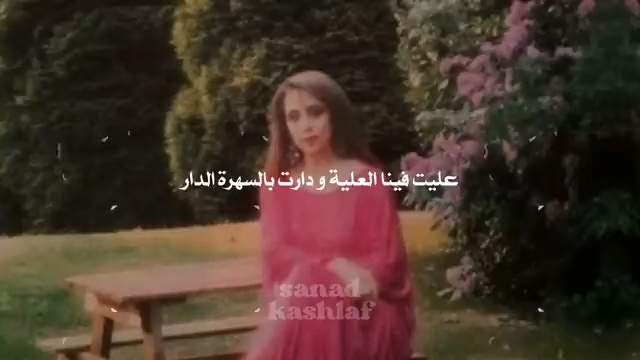 عليت فينا العلية و دارت بالسهرة الدار
sanad
kashlaf